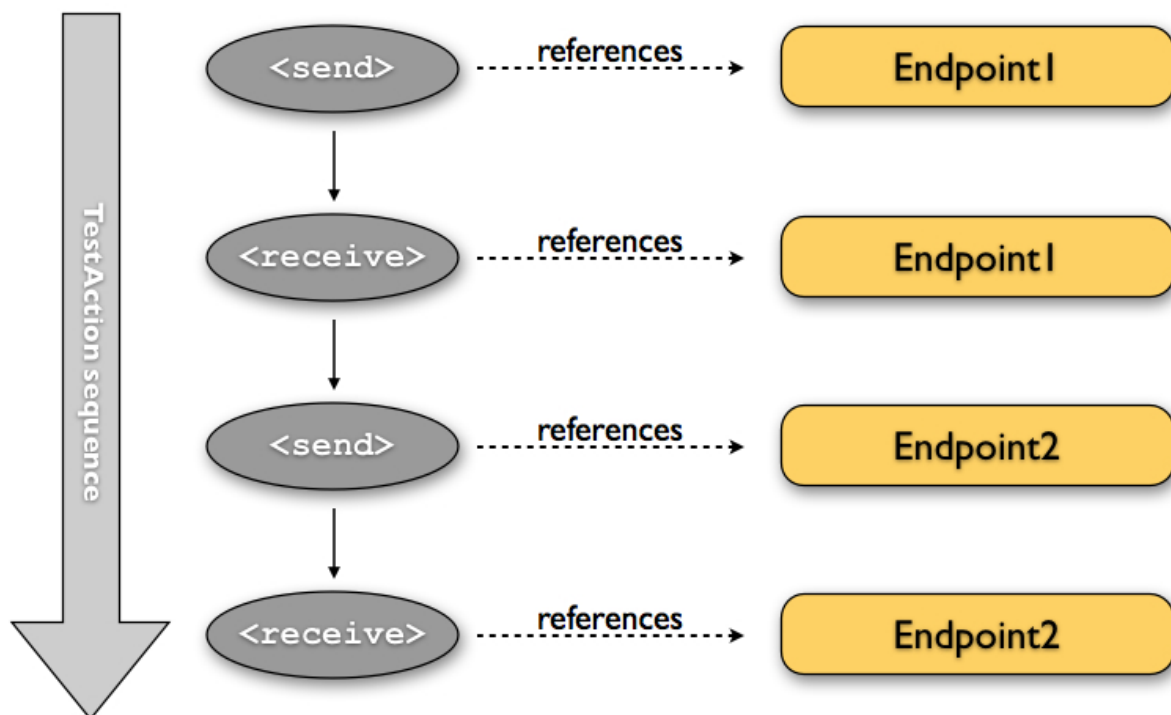 TestAction sequence
<send>
references
Endpoint1
<receive>
references
Endpoint1
<send>
references
Endpoint2
<receive>
references
Endpoint2